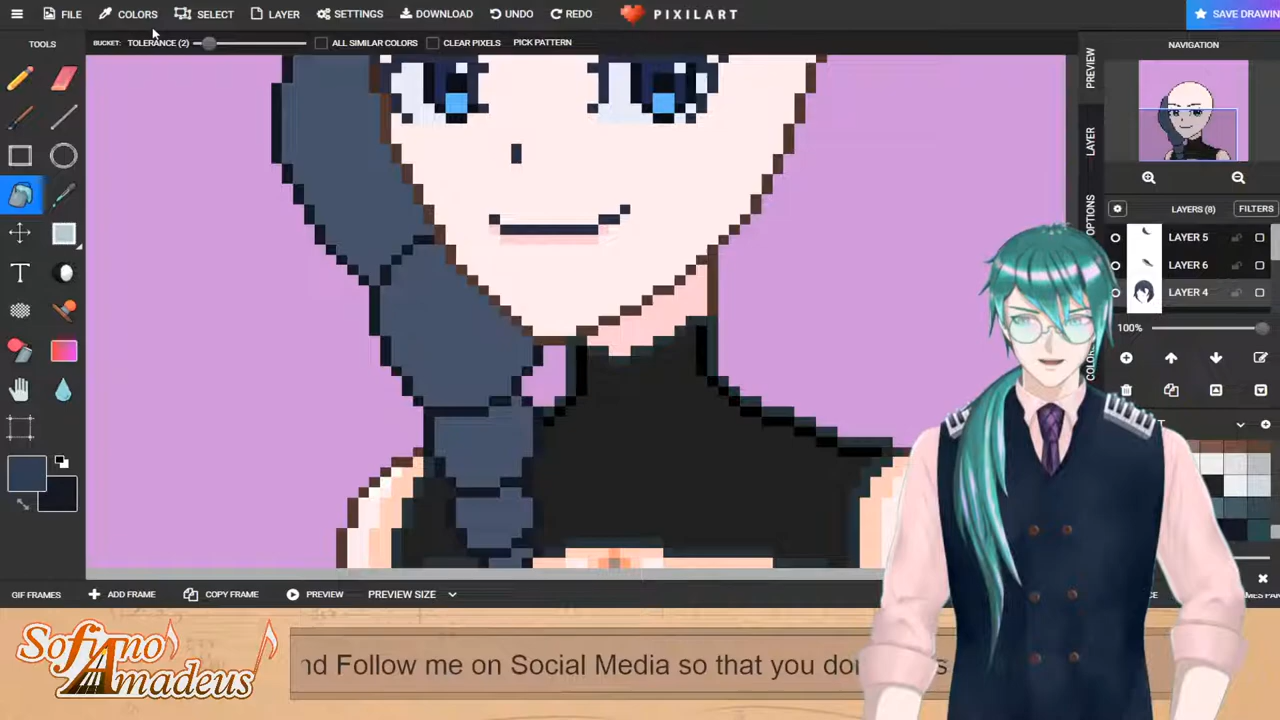 FILE COLORS SELECT LAYER SETTINGS DOWNLOAD UNDO REDO PIXILART SAVE DRAWIN
TOOLS BUCKET: TOLERANCE (2) ALL SIMILAR COLORS CLEAR PIXELS PICK PATTERN NAVIGATION
PREVIEW
LAYER
OPTIONS
LAYERS (8) FILTERS
LAYER 5
LAYER 6
LAYER 4
100%
T
GIF FRAMES ADD FRAME COPY FRAME PREVIEW PREVIEW SIZE
Sofiano
Amadeus
nd Follow me on Social Media so that you do